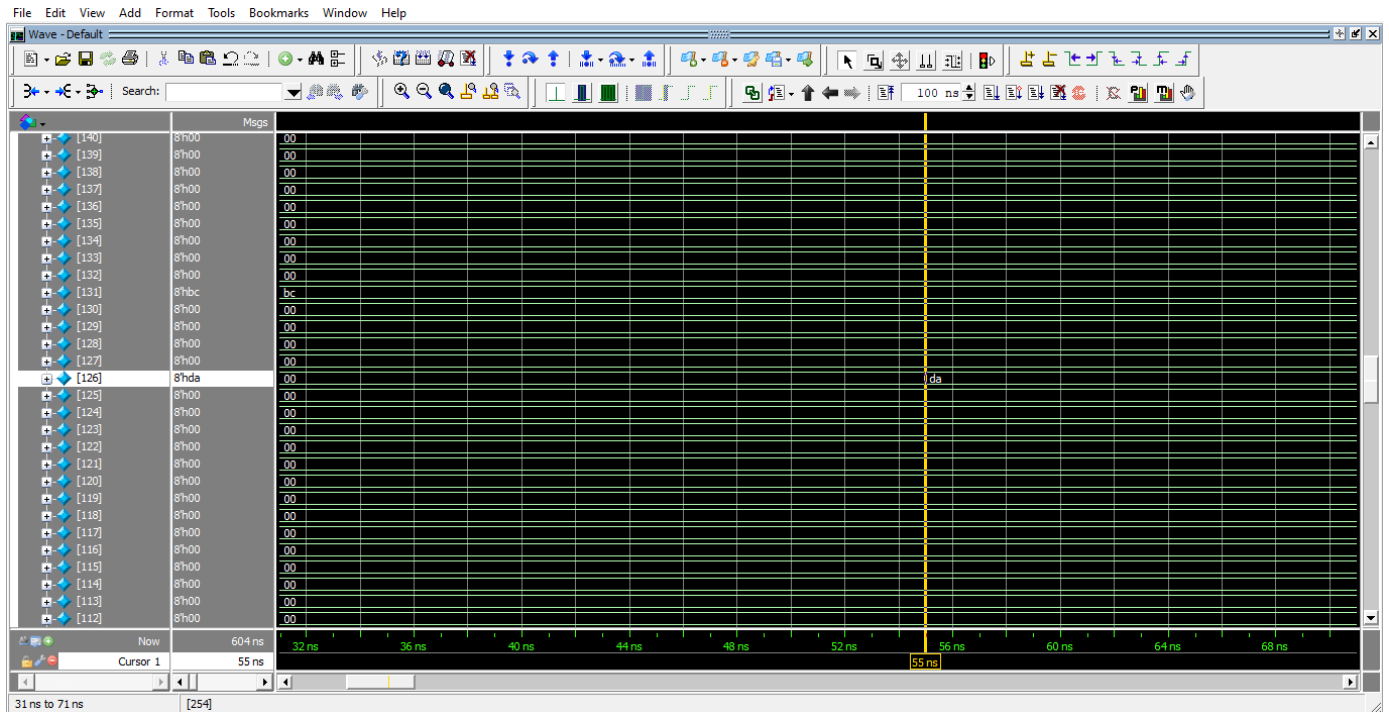 File Edit View Add Format Tools Bookmarks Window Help
Wave - Default
Search:
100 ns
Msgs
[140] 8'h00 00
[139] 8'h00 00
[138] 8'h00 00
[137] 8'h00 00
[136] 8'h00 00
[135] 8'h00 00
[134] 8'h00 00
[133] 8'h00 00
[132] 8'h00 00
[131] 8'hbc bc
[130] 8'h00 00
[129] 8'h00 00
[128] 8'h00 00
[127] 8'h00 00
[126] 8'hda 00 da
[125] 8'h00 00
[124] 8'h00 00
[123] 8'h00 00
[122] 8'h00 00
[121] 8'h00 00
[120] 8'h00 00
[119] 8'h00 00
[118] 8'h00 00
[117] 8'h00 00
[116] 8'h00 00
[115] 8'h00 00
[114] 8'h00 00
[113] 8'h00 00
[112] 8'h00 00
Now 604 ns 32 ns 36 ns 40 ns 44 ns 48 ns 52 ns 56 ns 60 ns 64 ns 68 ns
Cursor 1 55 ns 55 ns
31 ns to 71 ns [254]